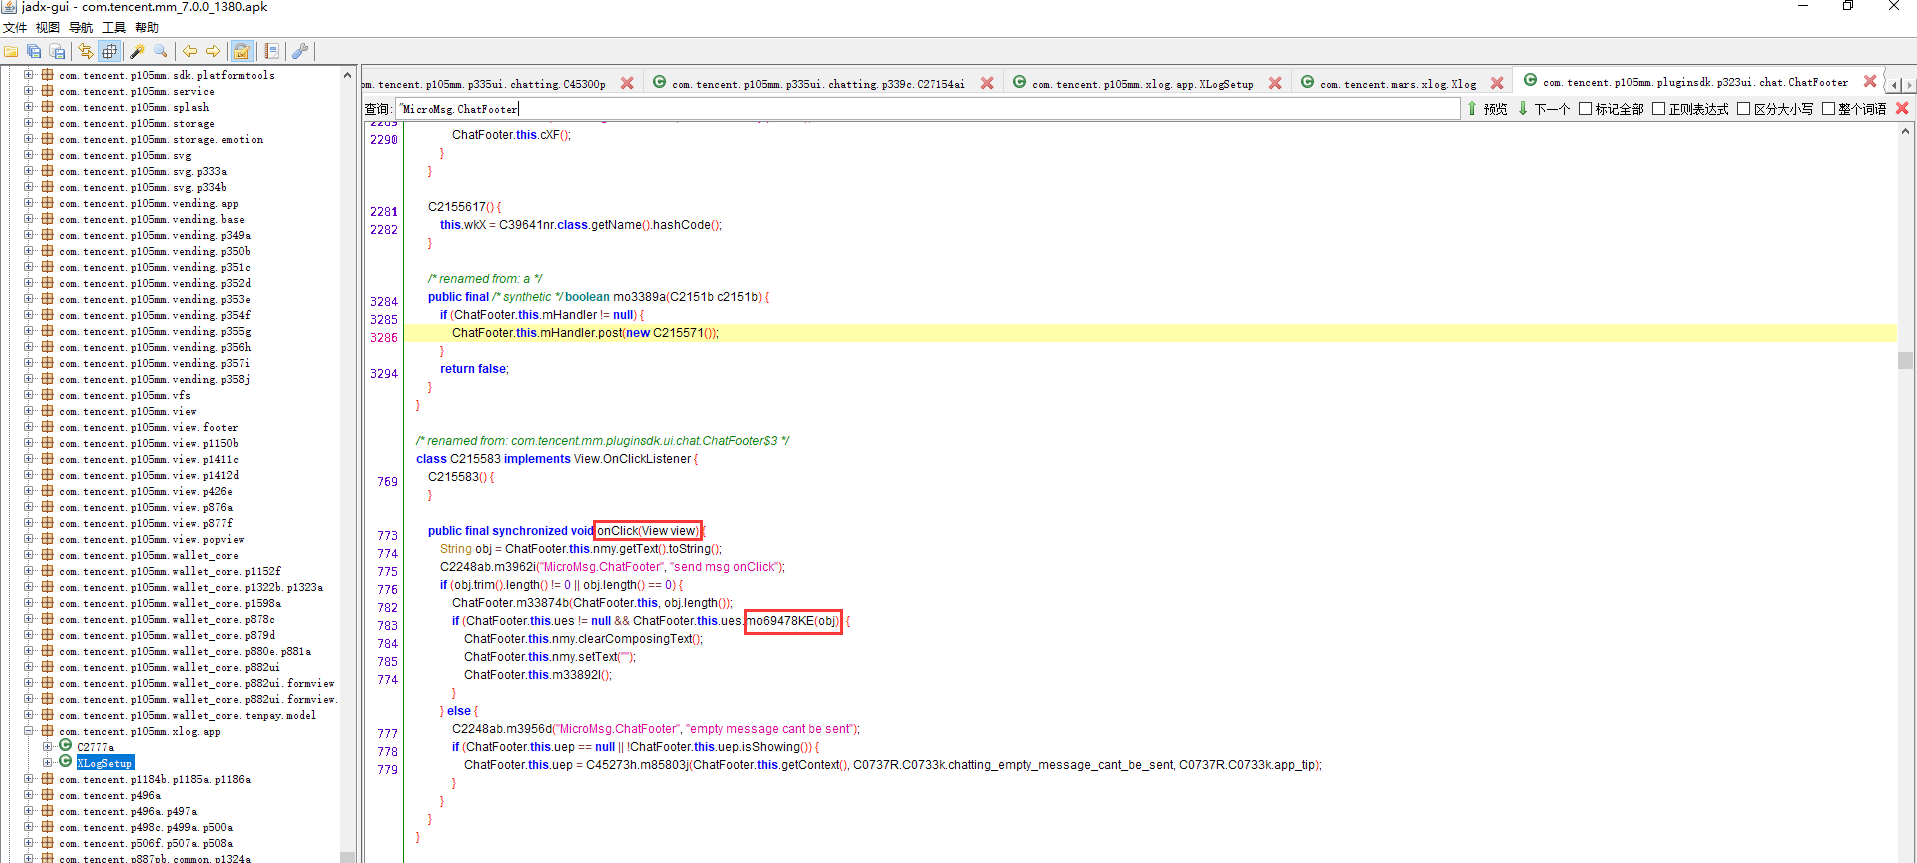 jadx-gui - com.tencent.mm_7.0.0_1380.apk
文件 视图 导航 工具 帮助
com.tencent.p105mm.sdk.platformtools
com.tencent.p105mm.service
com.tencent.p105mm.splash
com.tencent.p105mm.storage
com.tencent.p105mm.storage.emotion
com.tencent.p105mm.svg
com.tencent.p105mm.svg.p333a
com.tencent.p105mm.svg.p334b
com.tencent.p105mm.vending.app
com.tencent.p105mm.vending.base
com.tencent.p105mm.vending.p349a
com.tencent.p105mm.vending.p350b
com.tencent.p105mm.vending.p351c
com.tencent.p105mm.vending.p352d
com.tencent.p105mm.vending.p353e
com.tencent.p105mm.vending.p354f
com.tencent.p105mm.vending.p355g
com.tencent.p105mm.vending.p356h
com.tencent.p105mm.vending.p357i
com.tencent.p105mm.vending.p358j
com.tencent.p105mm.vfs
com.tencent.p105mm.view
com.tencent.p105mm.view.footer
com.tencent.p105mm.view.p1150b
com.tencent.p105mm.view.p1411c
com.tencent.p105mm.view.p1412d
com.tencent.p105mm.view.p426e
com.tencent.p105mm.view.p876a
com.tencent.p105mm.view.p877f
com.tencent.p105mm.view.popview
com.tencent.p105mm.wallet_core
com.tencent.p105mm.wallet_core.p1152f
com.tencent.p105mm.wallet_core.p1322b.p1323a
com.tencent.p105mm.wallet_core.p1598a
com.tencent.p105mm.wallet_core.p878c
com.tencent.p105mm.wallet_core.p879d
com.tencent.p105mm.wallet_core.p880e.p881a
com.tencent.p105mm.wallet_core.p882ui
com.tencent.p105mm.wallet_core.p882ui.formview
com.tencent.p105mm.wallet_core.p882ui.formview.
com.tencent.p105mm.wallet_core.tenpay.model
com.tencent.p105mm.xlog.app
C2777a
XLogSetup
com.tencent.p1184b.p1185a.p1186a
com.tencent.p496a
com.tencent.p496a.p497a
com.tencent.p498c.p499a.p500a
com.tencent.p506f.p507a.p508a
com.tencent.p887pb.common.p1324a
om.tencent.p105mm.p335ui.chatting.C45300p com.tencent.p105mm.p335ui.chatting.p339c.C27154ai com.tencent.p105mm.xlog.app.XLogSetup com.tencent.mars.xlog.Xlog com.tencent.p105mm.pluginsdk.p323ui.chat.ChatFooter
查询: "MicroMsg.ChatFooter 预览 下一个 标记全部 正则表达式 区分大小写 整个词语
2289
2290 ChatFooter.this.cXF();
}
}
2281 C2155617() {
2282 this.wkX = C39641nr.class.getName().hashCode();
}
/* renamed from: a */
3284 public final /* synthetic */ boolean mo3389a(C2151b c2151b) {
3285 if (ChatFooter.this.mHandler != null) {
3286 ChatFooter.this.mHandler.post(new C215571());
}
3294 return false;
}
}
/* renamed from: com.tencent.mm.pluginsdk.ui.chat.ChatFooter$3 */
class C215583 implements View.OnClickListener {
769 C215583() {
}
773 public final synchronized void onClick(View view) {
774 String obj = ChatFooter.this.nmy.getText().toString();
775 C2248ab.m3962i("MicroMsg.ChatFooter", "send msg onClick");
776 if (obj.trim().length() != 0 || obj.length() == 0) {
782 ChatFooter.m33874b(ChatFooter.this, obj.length());
783 if (ChatFooter.this.ues != null && ChatFooter.this.ues.mo69478KE(obj)) {
784 ChatFooter.this.nmy.clearComposingText();
785 ChatFooter.this.nmy.setText("");
774 ChatFooter.this.m33892l();
}
} else {
777 C2248ab.m3956d("MicroMsg.ChatFooter", "empty message cant be sent");
778 if (ChatFooter.this.uep == null || !ChatFooter.this.uep.isShowing()) {
779 ChatFooter.this.uep = C45273h.m85803j(ChatFooter.this.getContext(), C0737R.C0733k.chatting_empty_message_cant_be_sent, C0737R.C0733k.app_tip);
}
}
}
}